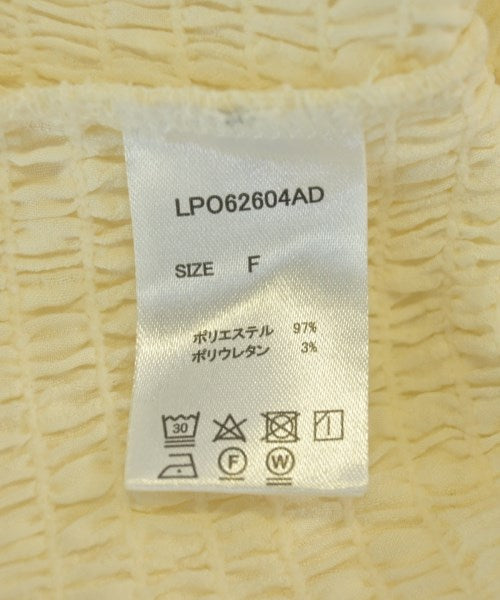 LPO62604AD
SIZE F
ポリエステル 97%
ポリウレタン 3%
30
F W